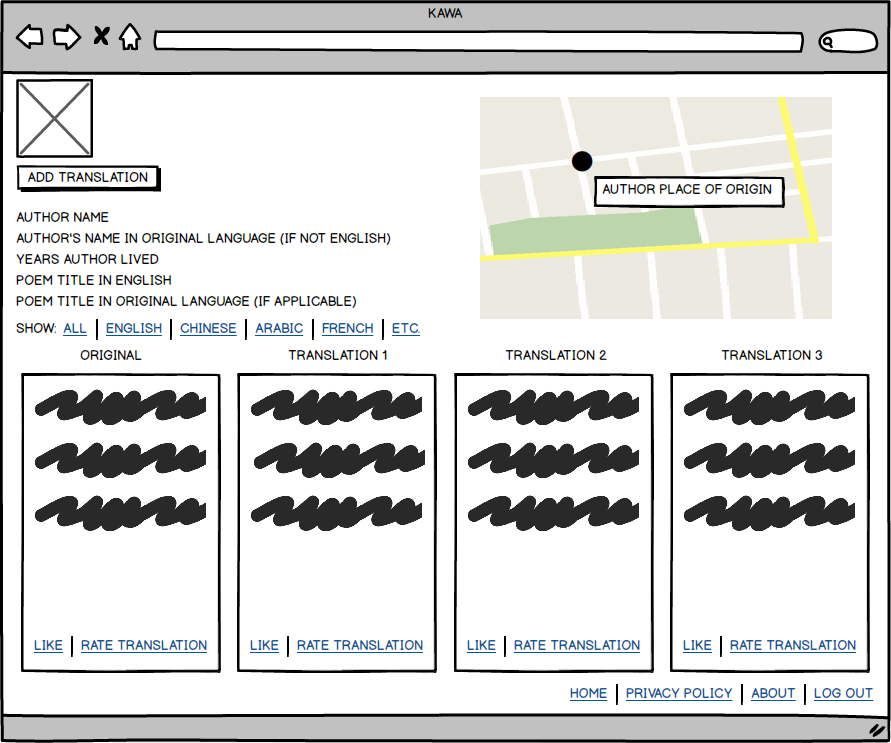 KAWA
ADD TRANSLATION
AUTHOR PLACE OF ORIGIN
AUTHOR NAME
AUTHOR'S NAME IN ORIGINAL LANGUAGE (IF NOT ENGLISH)
YEARS AUTHOR LIVED
POEM TITLE IN ENGLISH
POEM TITLE IN ORIGINAL LANGUAGE (IF APPLICABLE)
SHOW: ALL | ENGLISH | CHINESE | ARABIC | FRENCH | ETC.
ORIGINAL TRANSLATION 1 TRANSLATION 2 TRANSLATION 3
LIKE | RATE TRANSLATION LIKE | RATE TRANSLATION LIKE | RATE TRANSLATION LIKE | RATE TRANSLATION
HOME | PRIVACY POLICY | ABOUT | LOG OUT